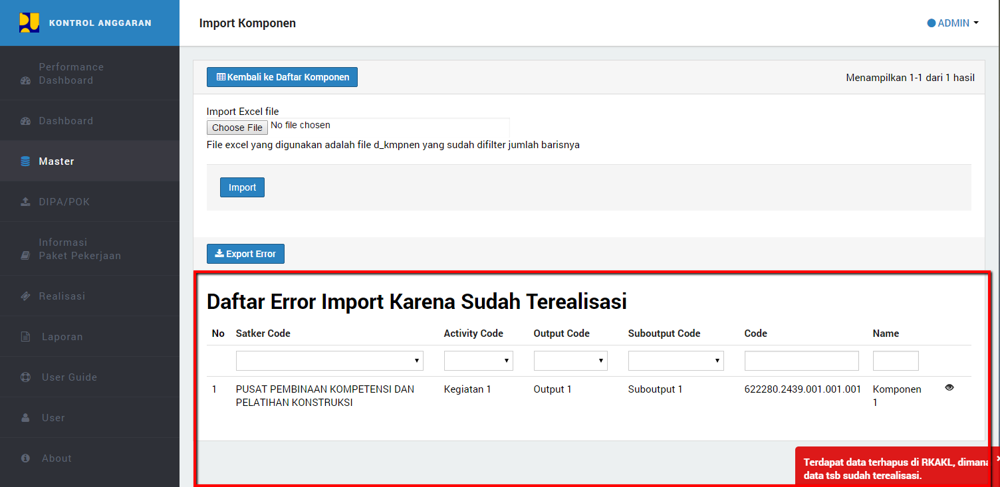 KONTROL ANGGARAN
Import Komponen
ADMIN
Performance
Dashboard
Dashboard
Master
DIPA/POK
Informasi
Paket Pekerjaan
Realisasi
Laporan
User Guide
User
About
Kembali ke Daftar Komponen
Menampilkan 1-1 dari 1 hasil
Import Excel file
Choose File No file chosen
File excel yang digunakan adalah file d_kmpnen yang sudah difilter jumlah barisnya
Import
Export Error
Daftar Error Import Karena Sudah Terealisasi
No Satker Code Activity Code Output Code Suboutput Code Code Name
1 PUSAT PEMBINAAN KOMPETENSI DAN Kegiatan 1 Output 1 Suboutput 1 622280.2439.001.001.001 Komponen
PELATIHAN KONSTRUKSI 1
Terdapat data terhapus di RKAKL, dimana
data tsb sudah terealisasi.